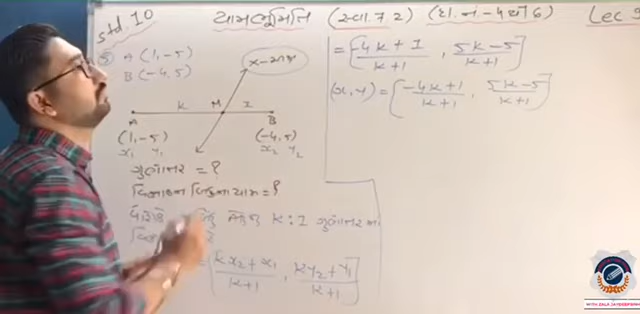 std. 10
યામભૂમિતિ (સ્વા. 7.2) (દા.નં.-4થી 6) Lec
⑤ A (1,-5)
B (-4,5)
x-અક્ષ
K M 1
A B
(1,-5) (-4,5)
x₁ y₁ x₂ y₂
ગુણોત્તર = ?
વિભાજન બિંદુના યામ = ?
ધારો કે બિંદુ K : 1 ગુણોત્તર
= [ Kx₂ + x₁ / K+1 , Ky₂ + y₁ / K+1 ]
= [ 4K + 1 / K+1 , 5K - 5 / K+1 ]
(x, y) = [ -4K + 1 / K+1 , 5K - 5 / K+1 ]